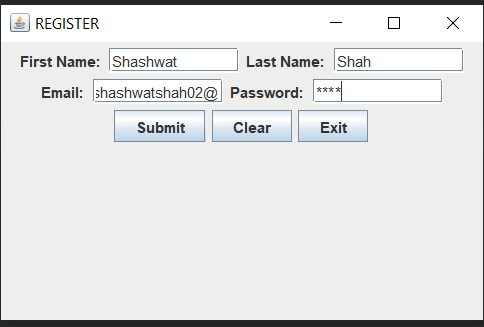 REGISTER
First Name: Shashwat Last Name: Shah
Email: shashwatshah02@ Password: ****
Submit Clear Exit